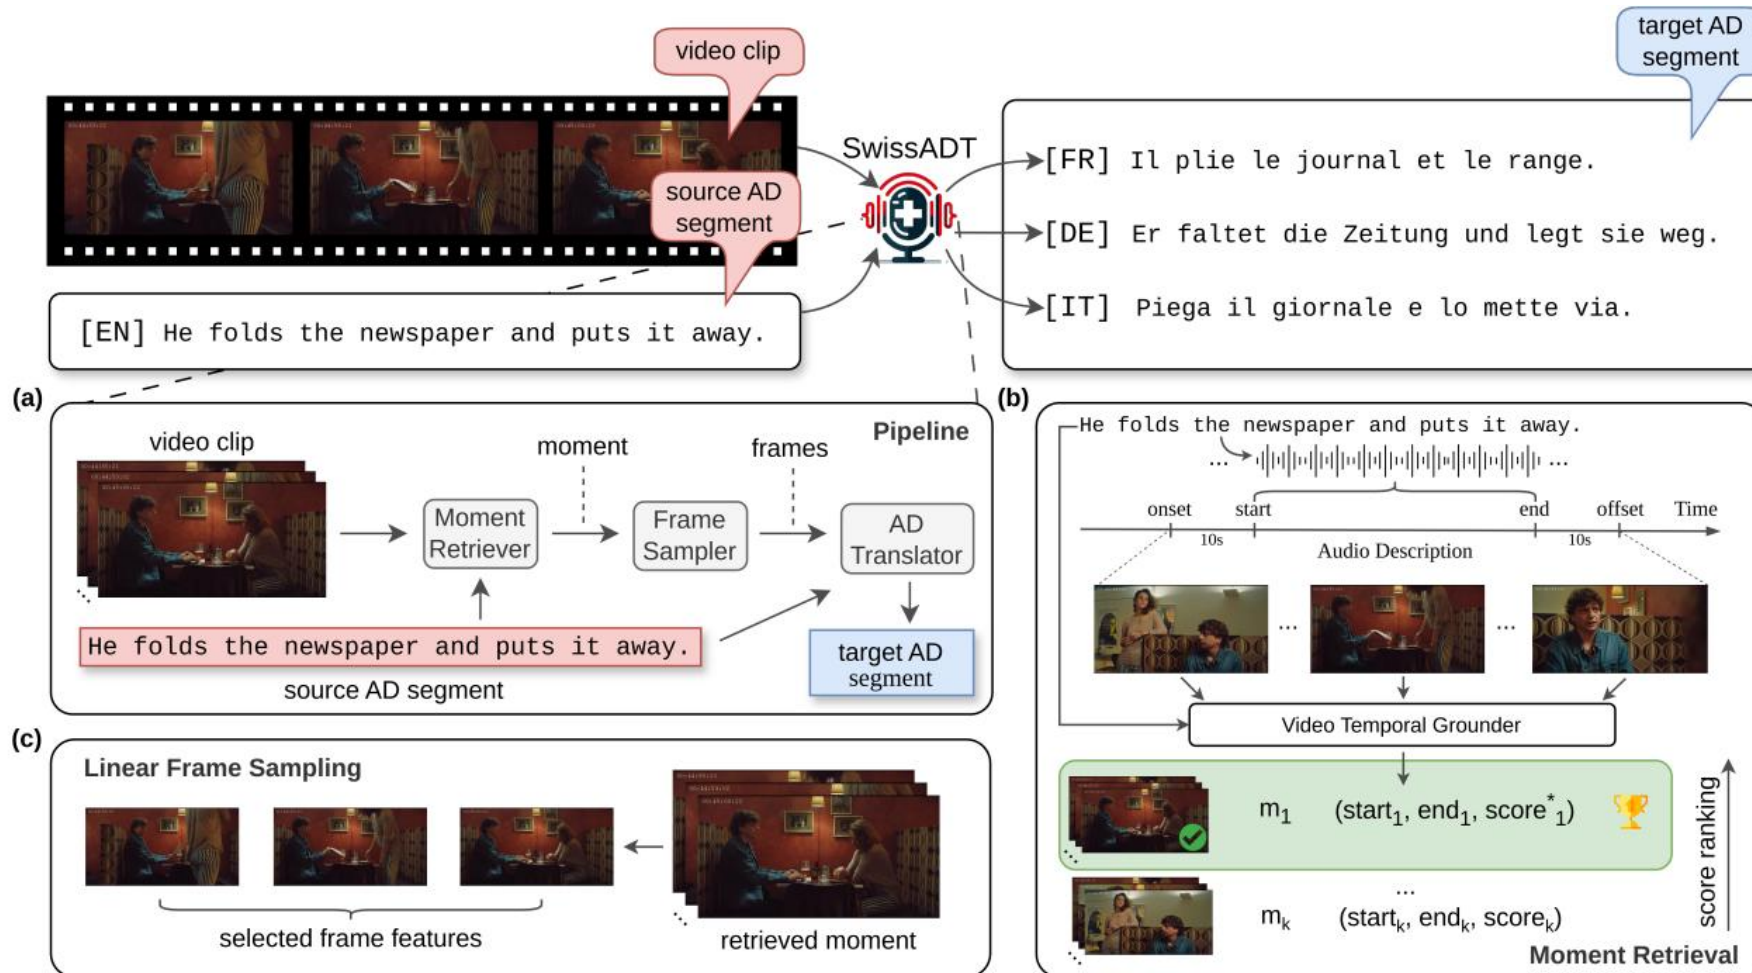 video clip
target AD
segment
SwissADT
source AD
segment
[FR] Il plie le journal et le range.
[DE] Er faltet die Zeitung und legt sie weg.
[IT] Piega il giornale e lo mette via.
[EN] He folds the newspaper and puts it away.
(a)
Pipeline
video clip
moment
frames
Moment
Retriever
Frame
Sampler
AD
Translator
He folds the newspaper and puts it away.
source AD segment
target AD
segment
(b)
He folds the newspaper and puts it away.
... ...
onset start end offset Time
10s 10s
Audio Description
... ...
Video Temporal Grounder
m1 (start1, end1, score*1)
...
mk (startk, endk, scorek)
score ranking
Moment Retrieval
(c)
Linear Frame Sampling
selected frame features
retrieved moment